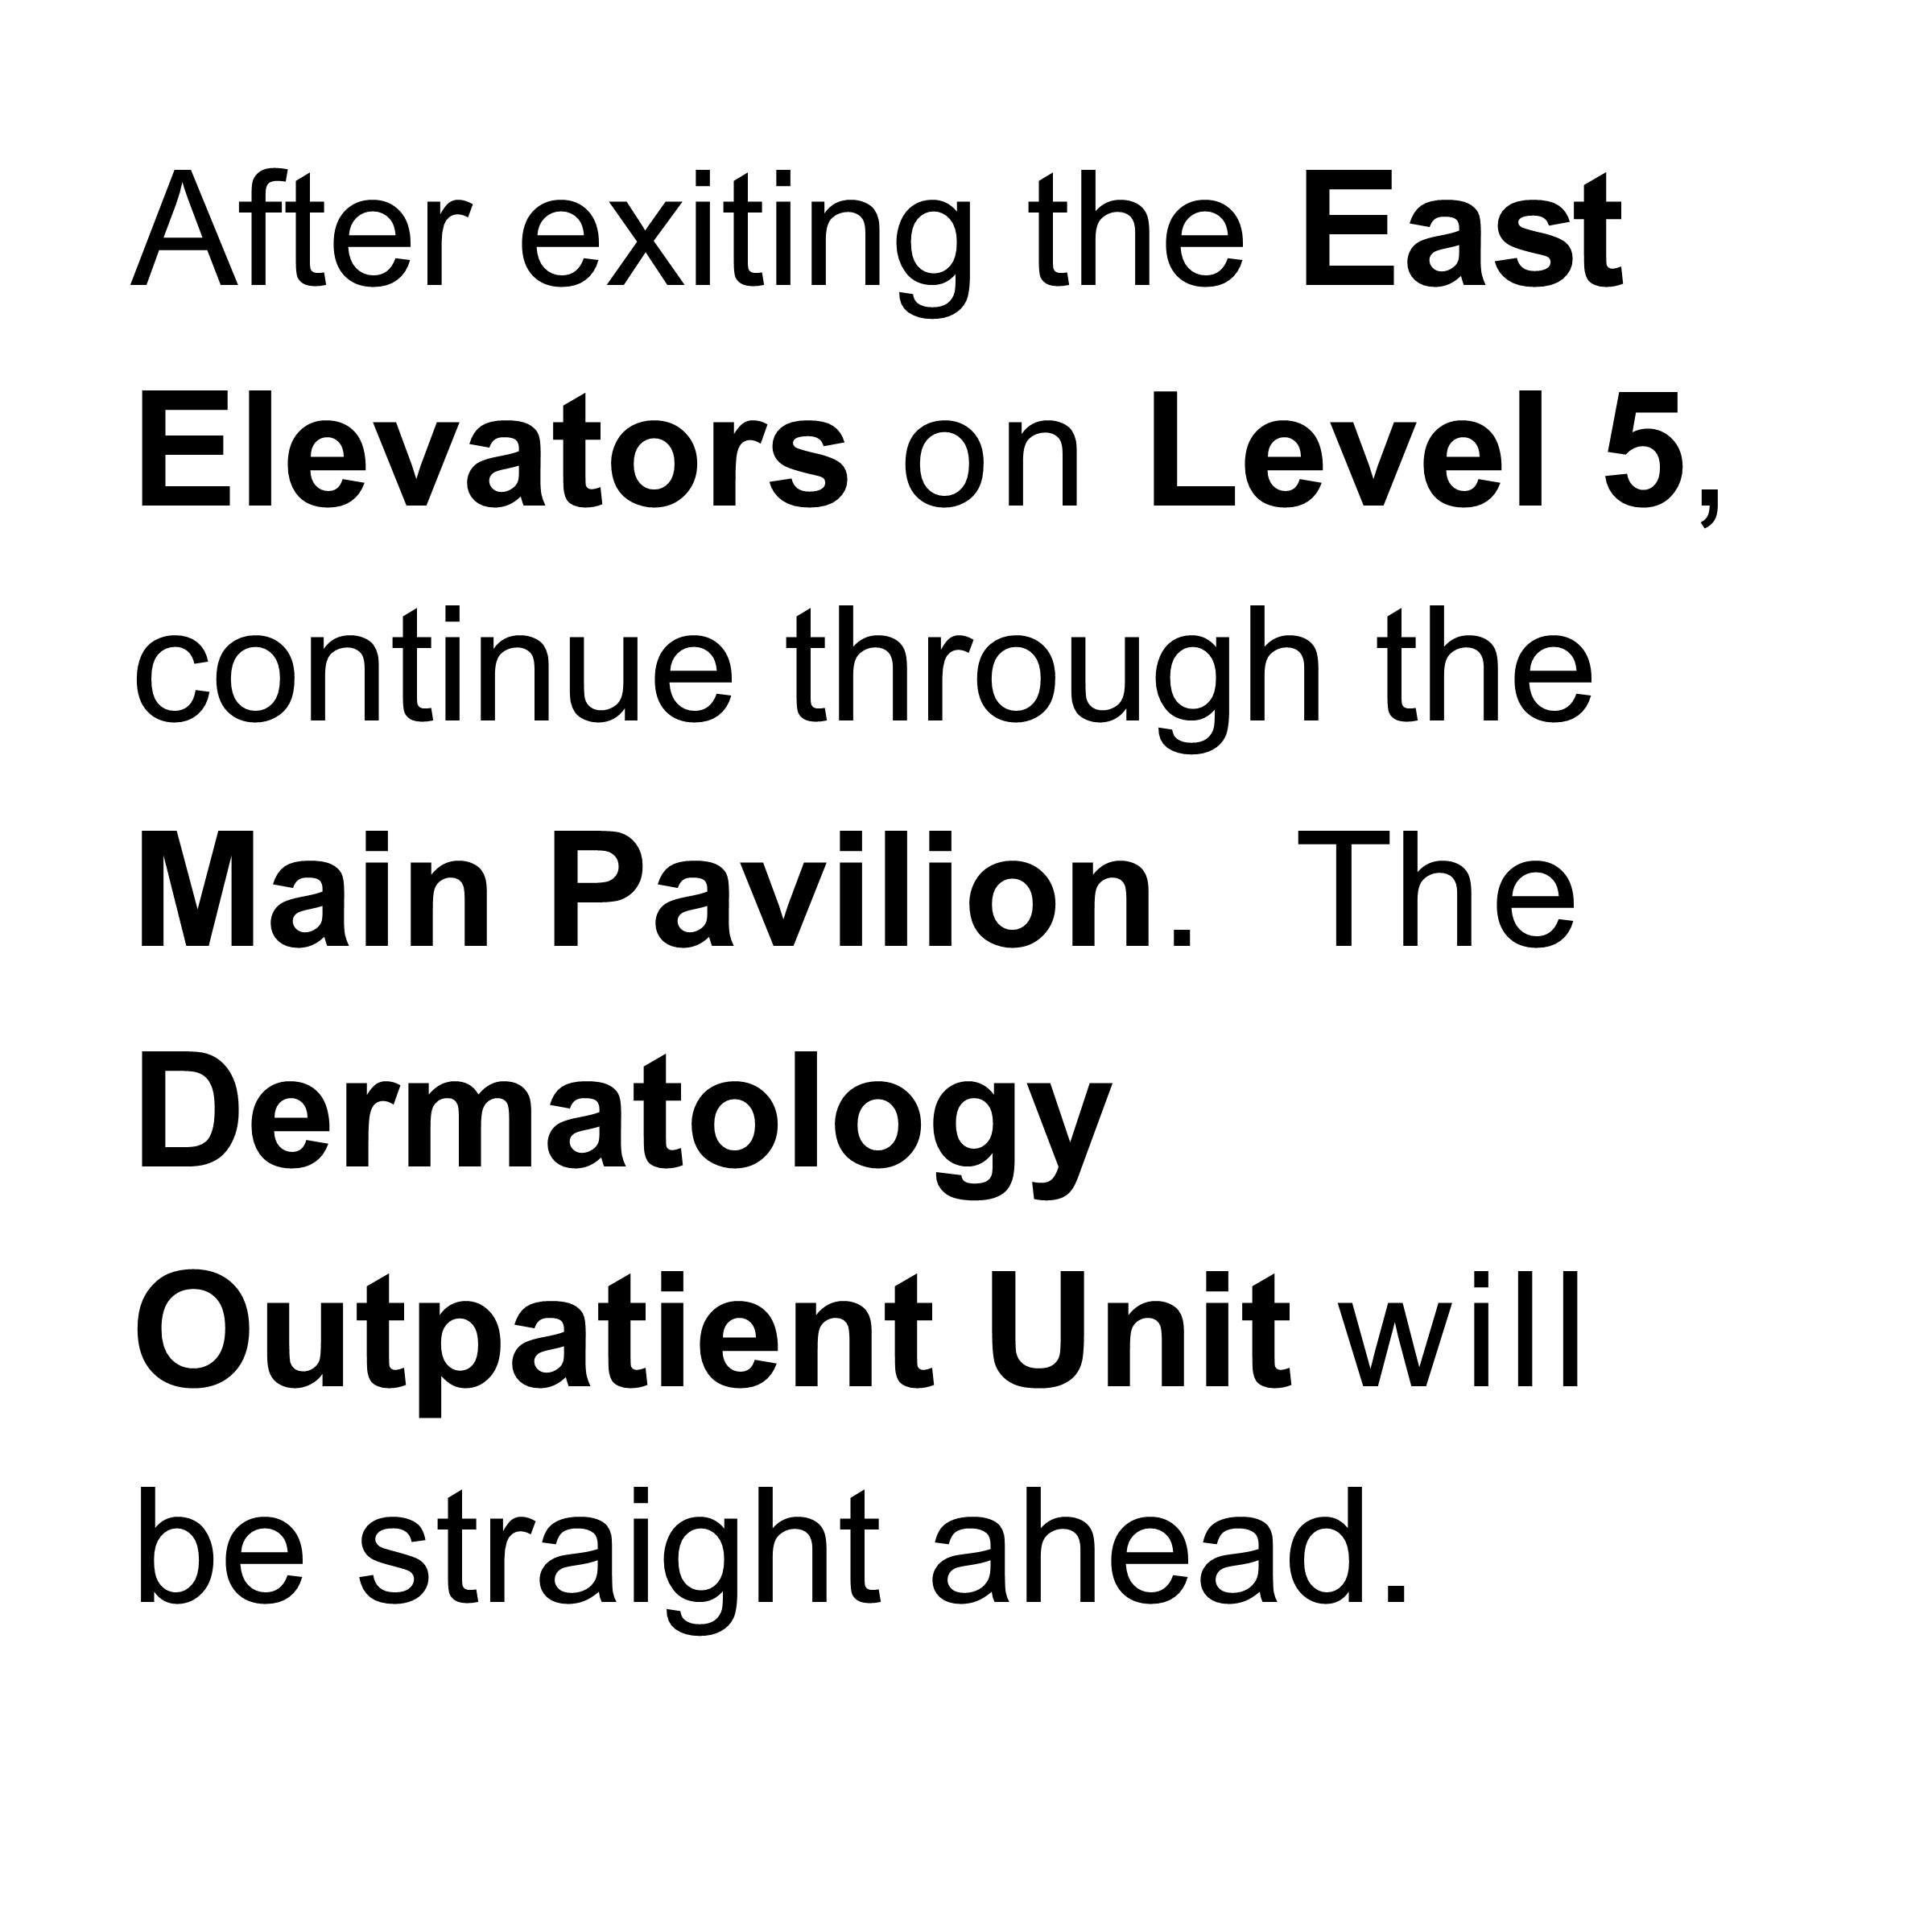 After exiting the East
Elevators on Level 5,
continue through the
Main Pavilion.  The
Dermatology
Outpatient Unit will
be straight ahead.